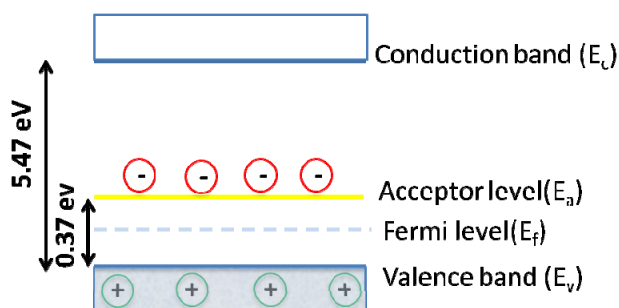 Conduction band (Ec)
5.47 eV
- - - -
Acceptor level(Ea)
0.37 ev
Fermi level(Ef)
Valence band (Ev)
+ + + +